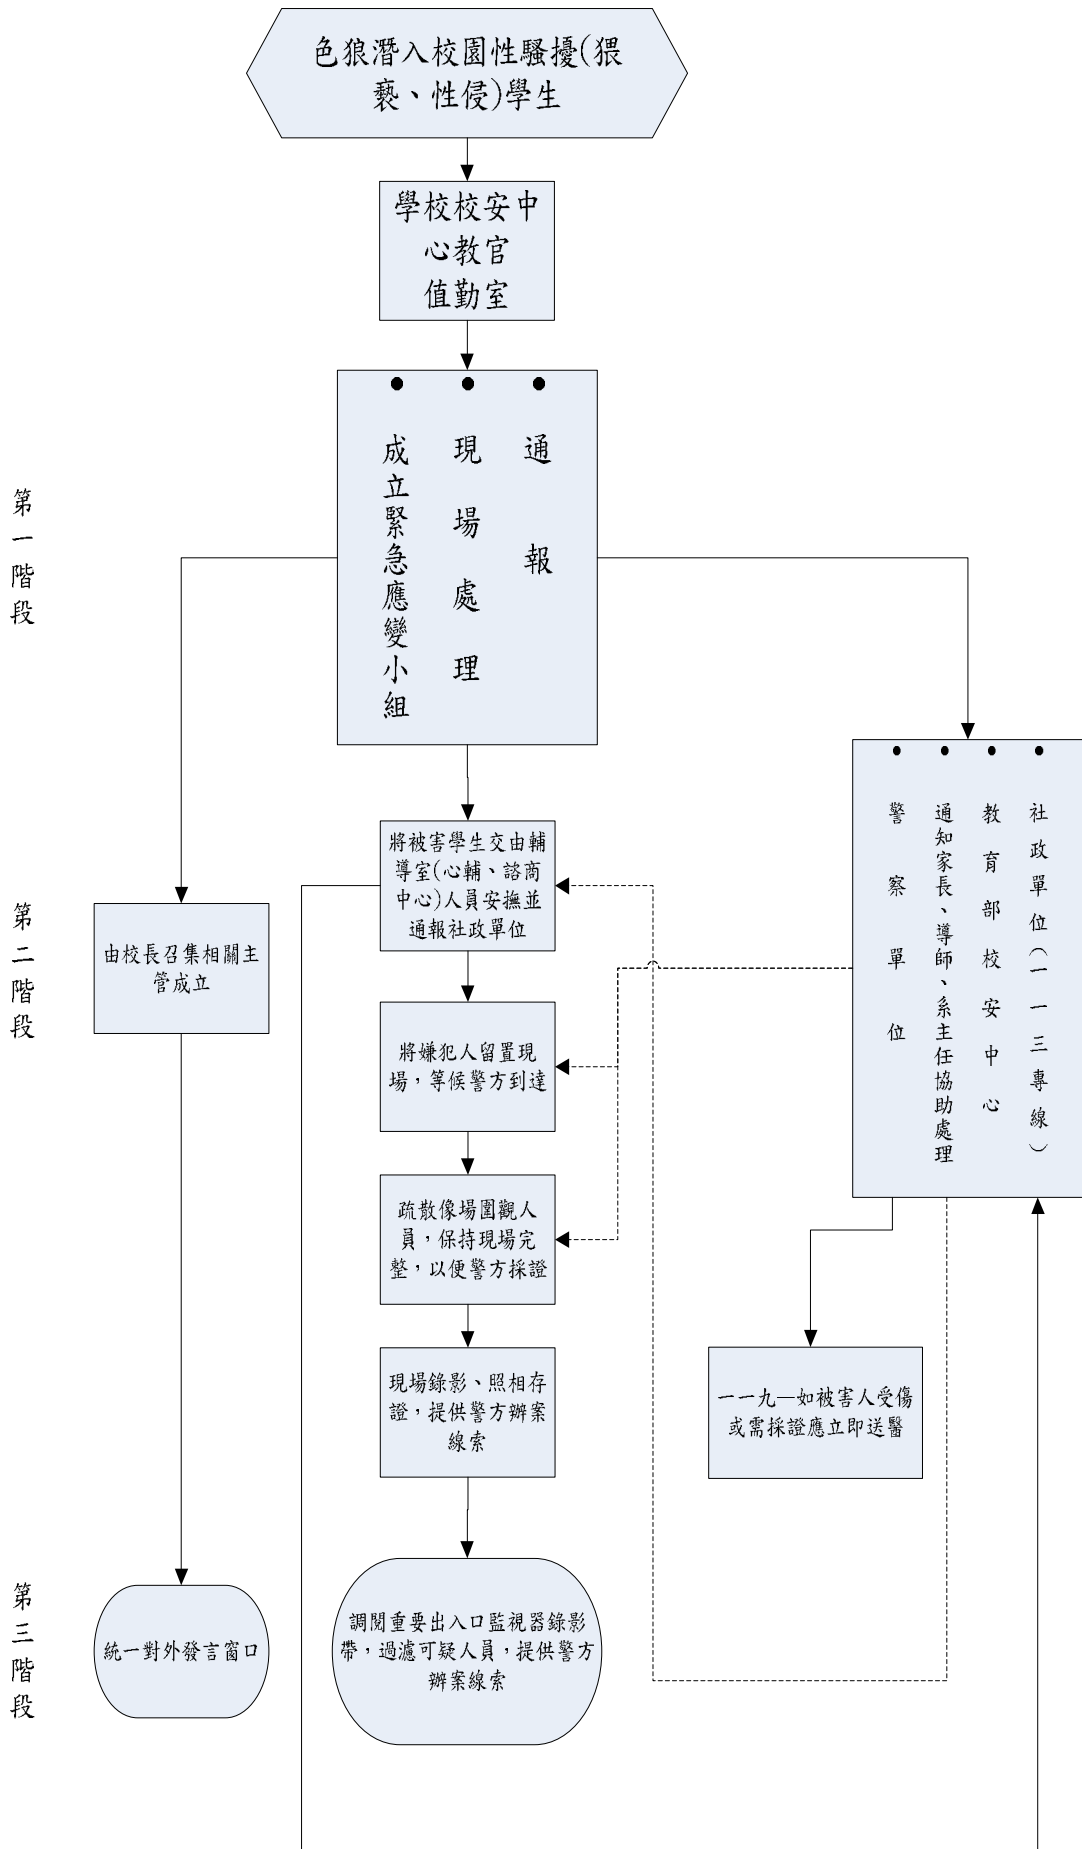 色狼潛入校園性騷擾(猥
褻、性侵)學生
學校校安中
心教官
值勤室
● 通報
● 現場處理
● 成立緊急應變小組
第一階段
● 社政單位(一一三專線)
● 教育部校安中心
● 通知家長、導師、系主任協助處理
● 警察單位
將被害學生交由輔
導室(心輔、諮商
中心)人員安撫並
通報社政單位
第二階段
由校長召集相關主
管成立
將嫌犯人留置現
場，等候警方到達
疏散像場圍觀人
員，保持現場完
整，以便警方採證
現場錄影、照相存
證，提供警方辦案
線索
一一九—如被害人受傷
或需採證應立即送醫
第三階段
統一對外發言窗口
調閱重要出入口監視器錄影
帶，過濾可疑人員，提供警方
辦案線索